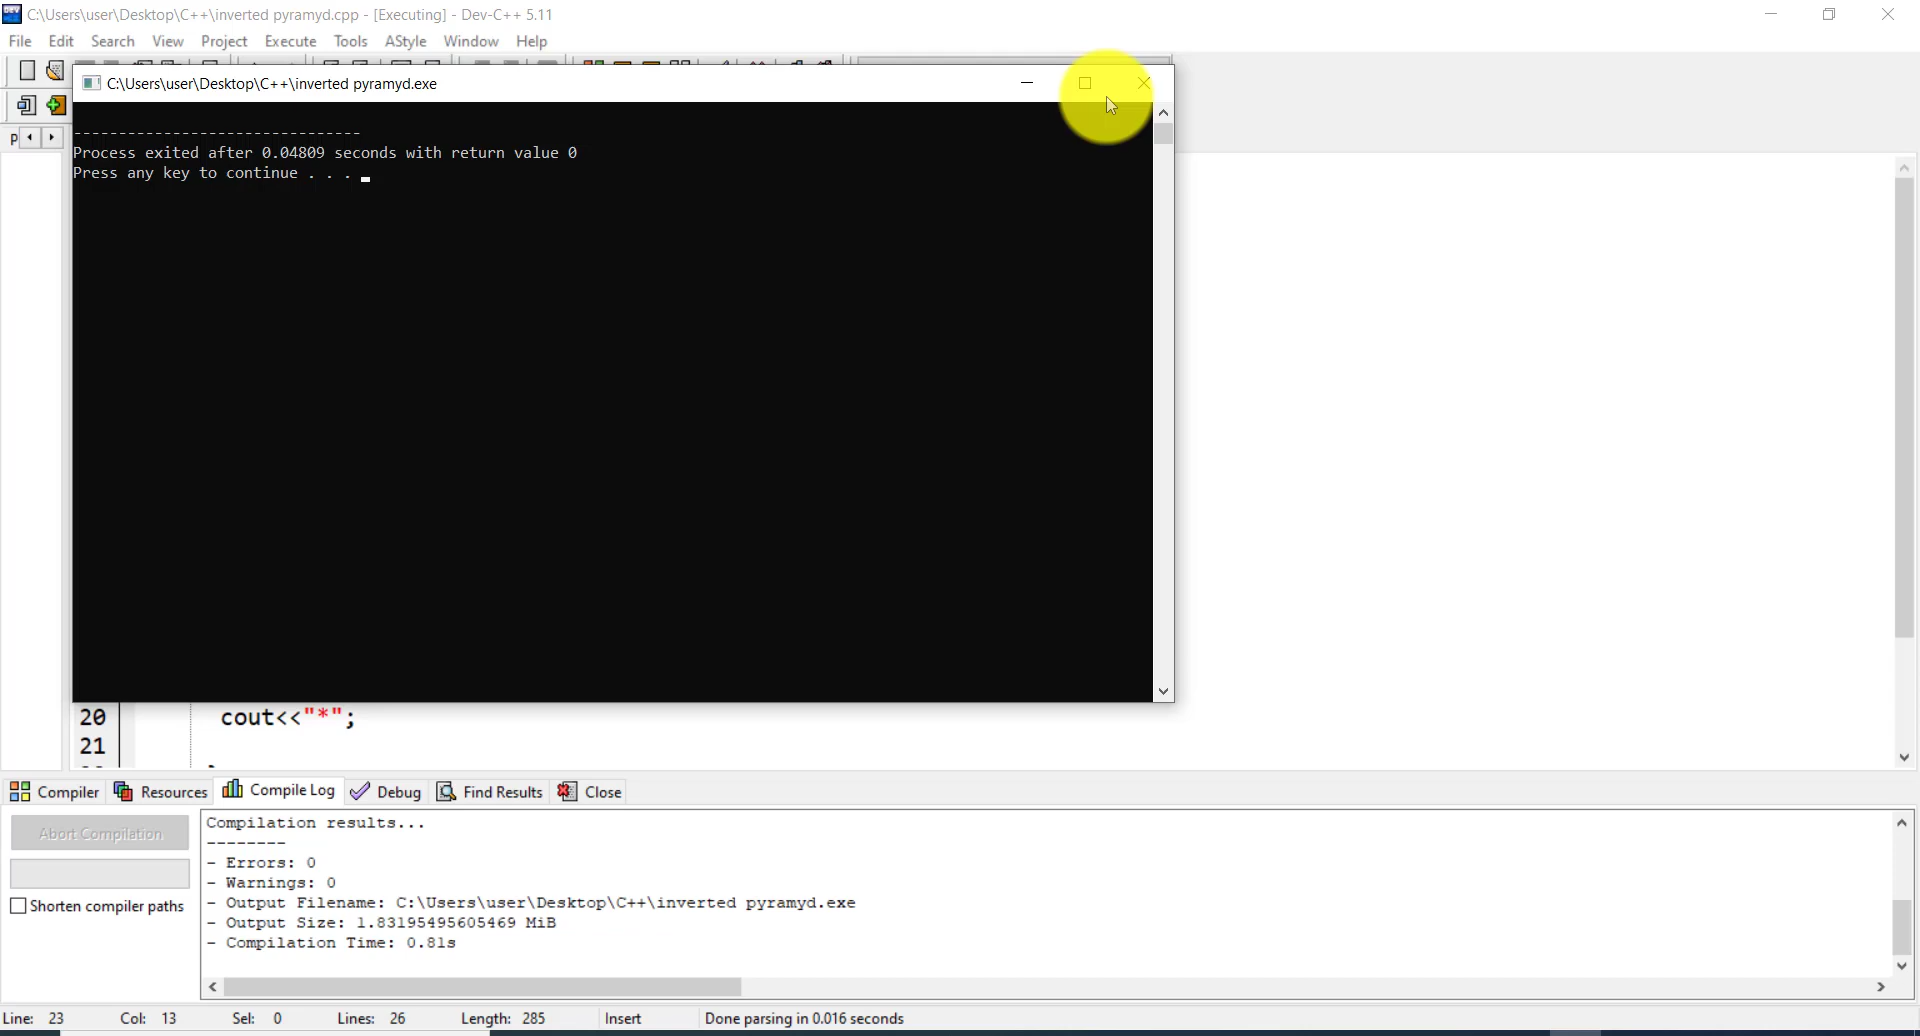 C:\Users\user\Desktop\C++\inverted pyramyd.cpp - [Executing] - Dev-C++ 5.11
File Edit Search View Project Execute Tools AStyle Window Help
C:\Users\user\Desktop\C++\inverted pyramyd.exe
--------------------------------
Process exited after 0.04809 seconds with return value 0
Press any key to continue . . .
20 cout<<"*";
21
Compiler Resources Compile Log Debug Find Results Close
Abort Compilation
Shorten compiler paths
Compilation results...
--------
- Errors: 0
- Warnings: 0
- Output Filename: C:\Users\user\Desktop\C++\inverted pyramyd.exe
- Output Size: 1.83195495605469 MiB
- Compilation Time: 0.81s
Line: 23 Col: 13 Sel: 0 Lines: 26 Length: 285 Insert Done parsing in 0.016 seconds